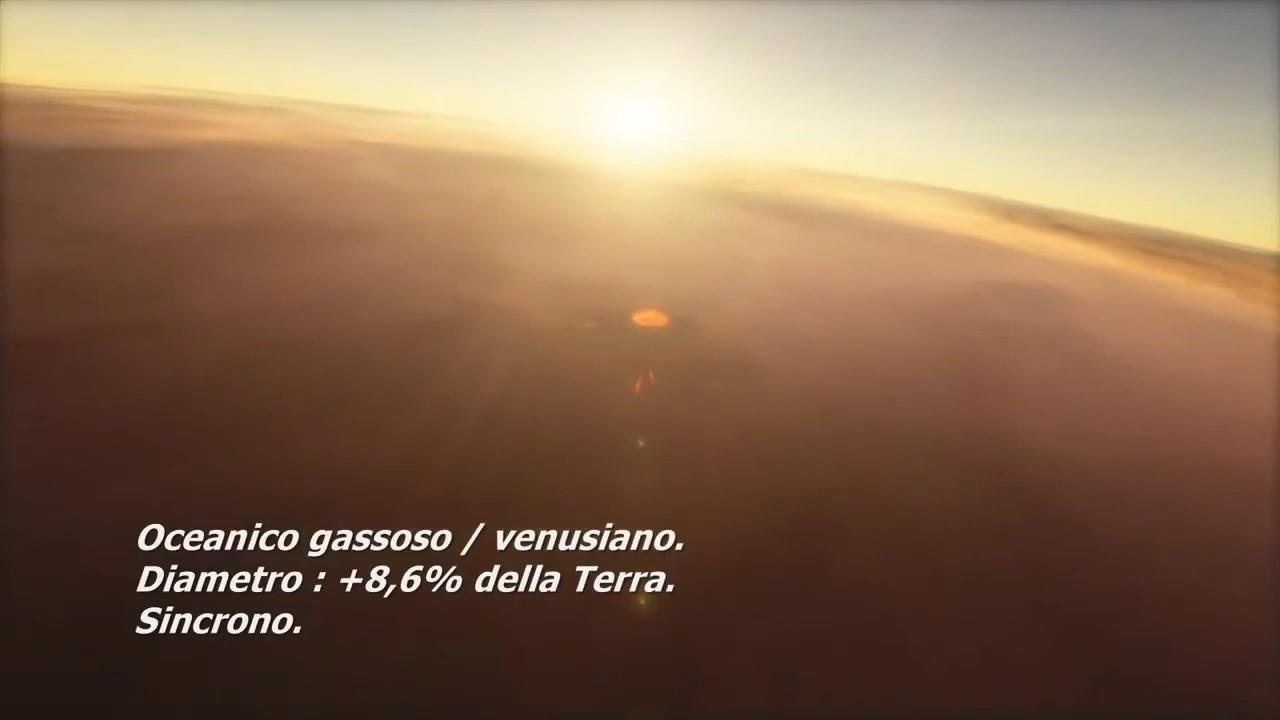 Oceanico gassoso / venusiano.
Diametro : +8,6% della Terra.
Sincrono.